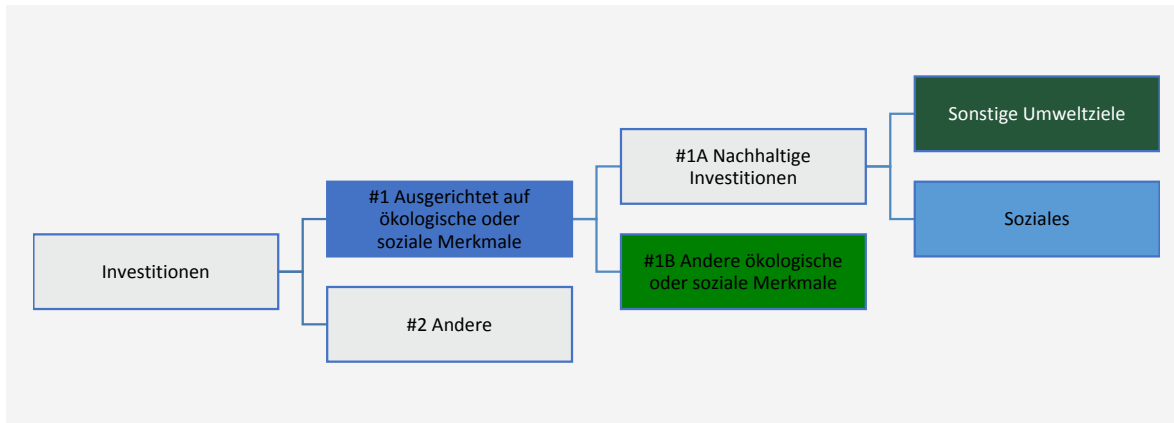 Investitionen
#1 Ausgerichtet auf
ökologische oder
soziale Merkmale
#2 Andere
#1A Nachhaltige
Investitionen
#1B Andere ökologische
oder soziale Merkmale
Sonstige Umweltziele
Soziales